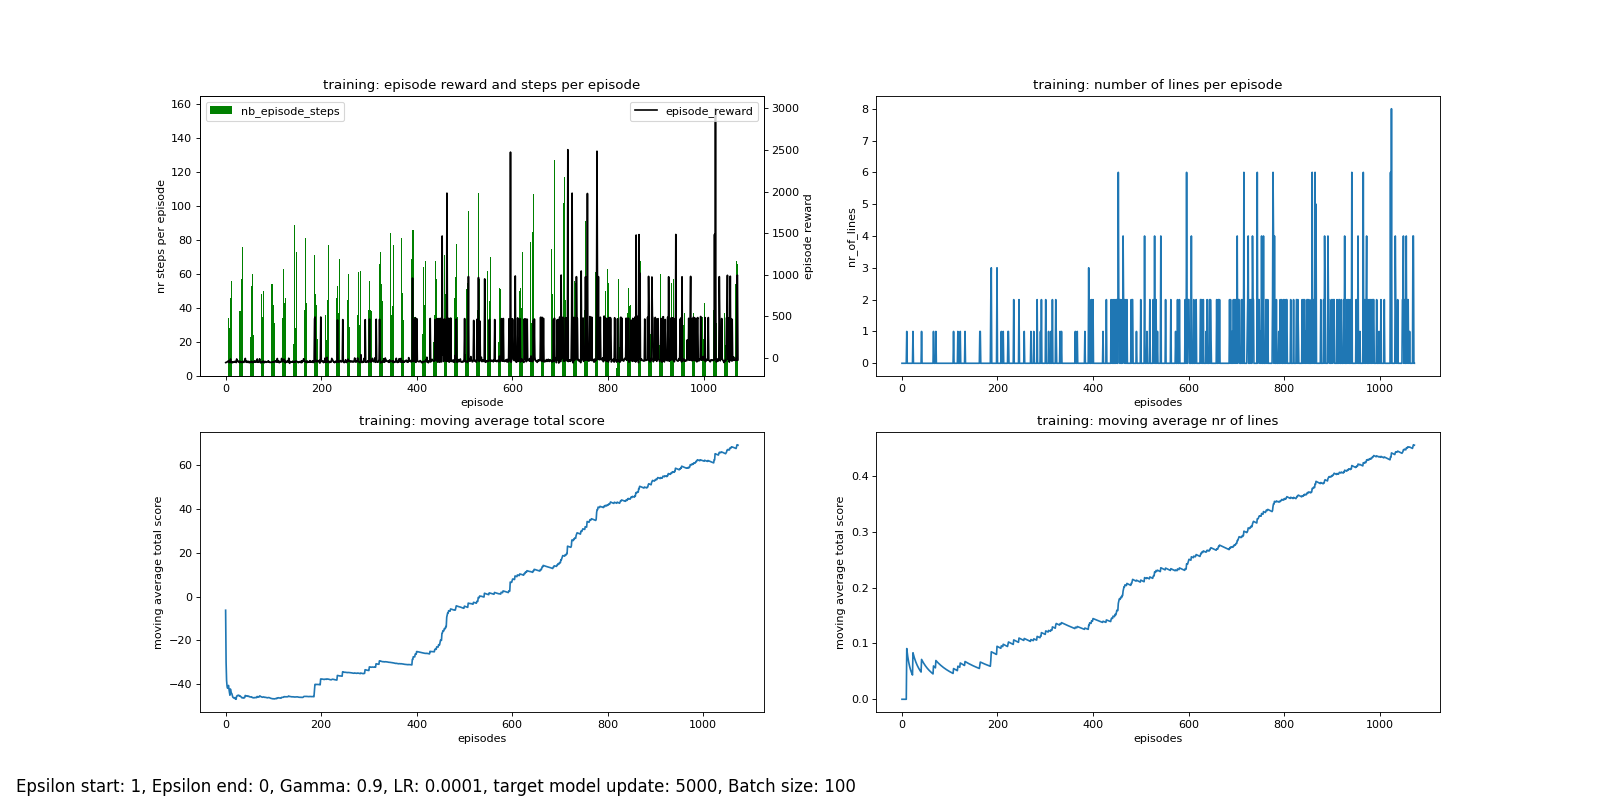 training: episode reward and steps per episode
nb_episode_steps
episode_reward
160
140
120
100
80
60
40
20
0
nr steps per episode
3000
2500
2000
1500
1000
500
0
episode reward
0 200 400 600 800 1000
episode
training: number of lines per episode
8
7
6
5
4
3
2
1
0
nr_of_lines
0 200 400 600 800 1000
episodes
training: moving average total score
60
40
20
0
−20
−40
moving average total score
0 200 400 600 800 1000
episodes
training: moving average nr of lines
0.4
0.3
0.2
0.1
0.0
moving average total score
0 200 400 600 800 1000
episodes
Epsilon start: 1, Epsilon end: 0, Gamma: 0.9, LR: 0.0001, target model update: 5000, Batch size: 100